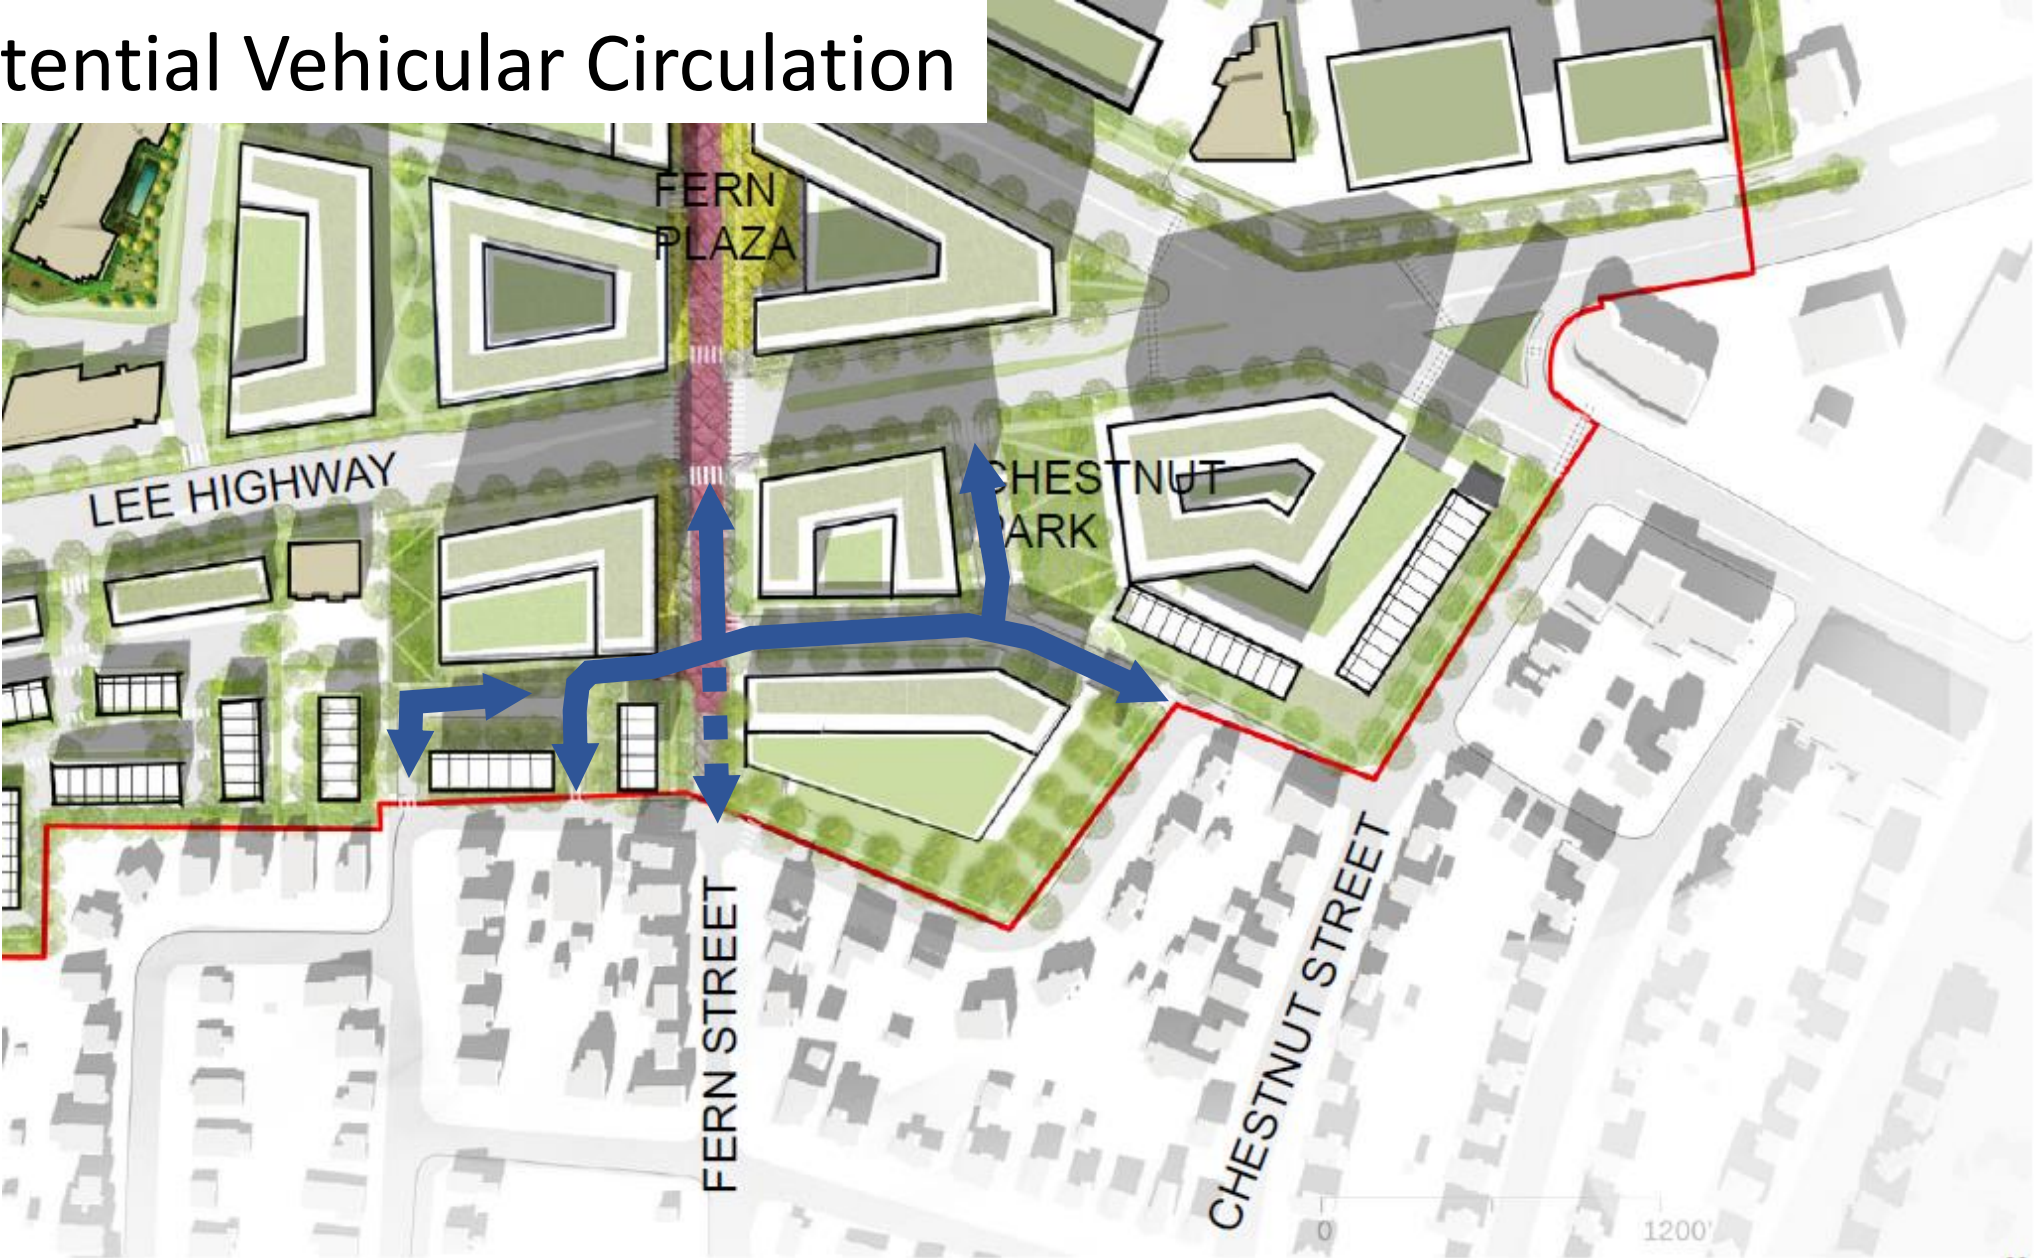 tential Vehicular Circulation
FERN
PLAZA
LEE HIGHWAY
CHESTNUT
PARK
FERN STREET
CHESTNUT STREET
0
1200'